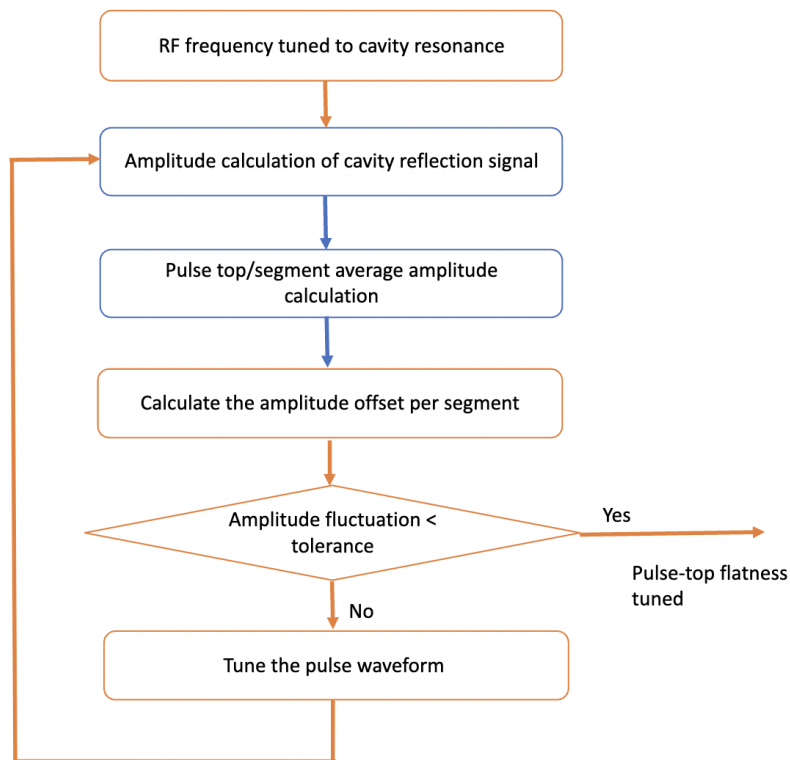 RF frequency tuned to cavity resonance
Amplitude calculation of cavity reflection signal
Pulse top/segment average amplitude
calculation
Calculate the amplitude offset per segment
Amplitude fluctuation <
tolerance
Yes
Pulse-top flatness
tuned
No
Tune the pulse waveform